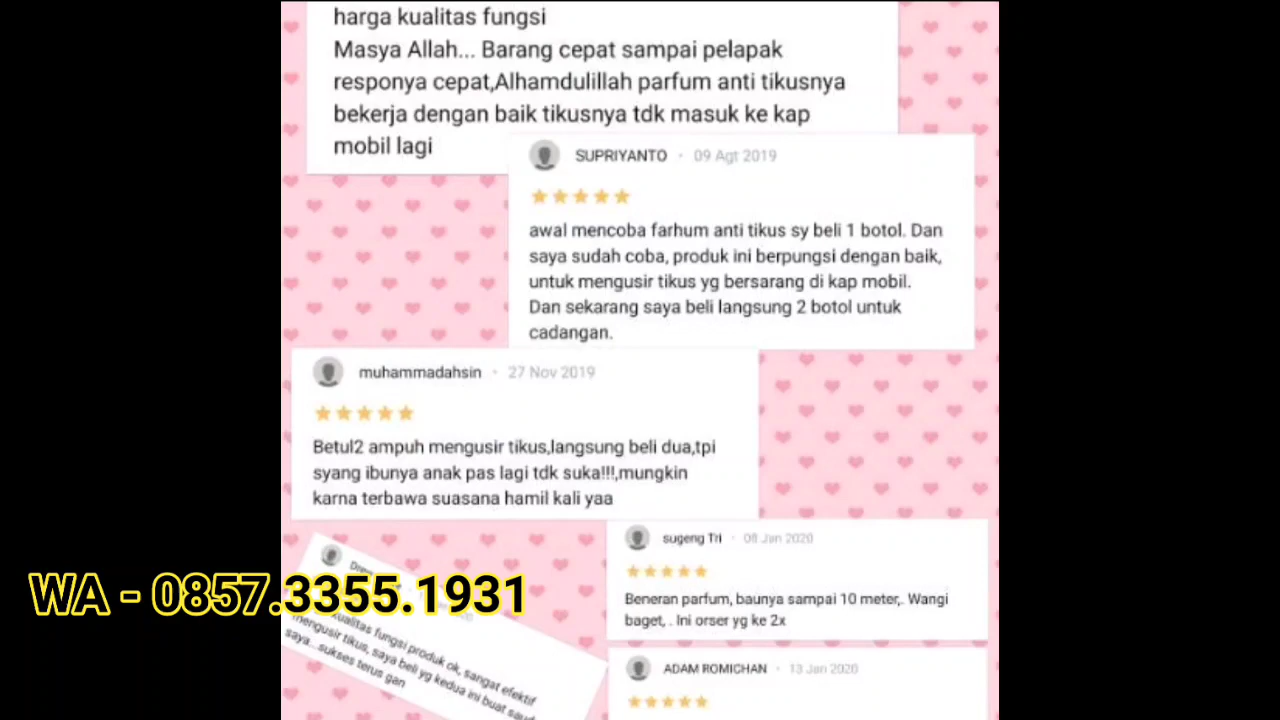 harga kualitas fungsi
Masya Allah... Barang cepat sampai pelapak
responya cepat,Alhamdulillah parfum anti tikusnya
bekerja dengan baik tikusnya tdk masuk ke kap
mobil lagi
SUPRIYANTO • 09 Agt 2019
awal mencoba farhum anti tikus sy beli 1 botol. Dan
saya sudah coba, produk ini berpungsi dengan baik,
untuk mengusir tikus yg bersarang di kap mobil.
Dan sekarang saya beli langsung 2 botol untuk
cadangan.
muhammadahsin • 27 Nov 2019
Betul2 ampuh mengusir tikus,langsung beli dua,tpi
syang ibunya anak pas lagi tdk suka!!!,mungkin
karna terbawa suasana hamil kali yaa
sugeng Tri • 08 Jan 2020
Beneran parfum, baunya sampai 10 meter,. Wangi
baget, . Ini orser yg ke 2x
WA - 0857.3355.1931
kualitas fungsi produk ok, sangat efektif
mengusir tikus, saya beli yg kedua ini buat
saya.. sukses terus gan
ADAM ROMICHAN • 13 Jan 2020